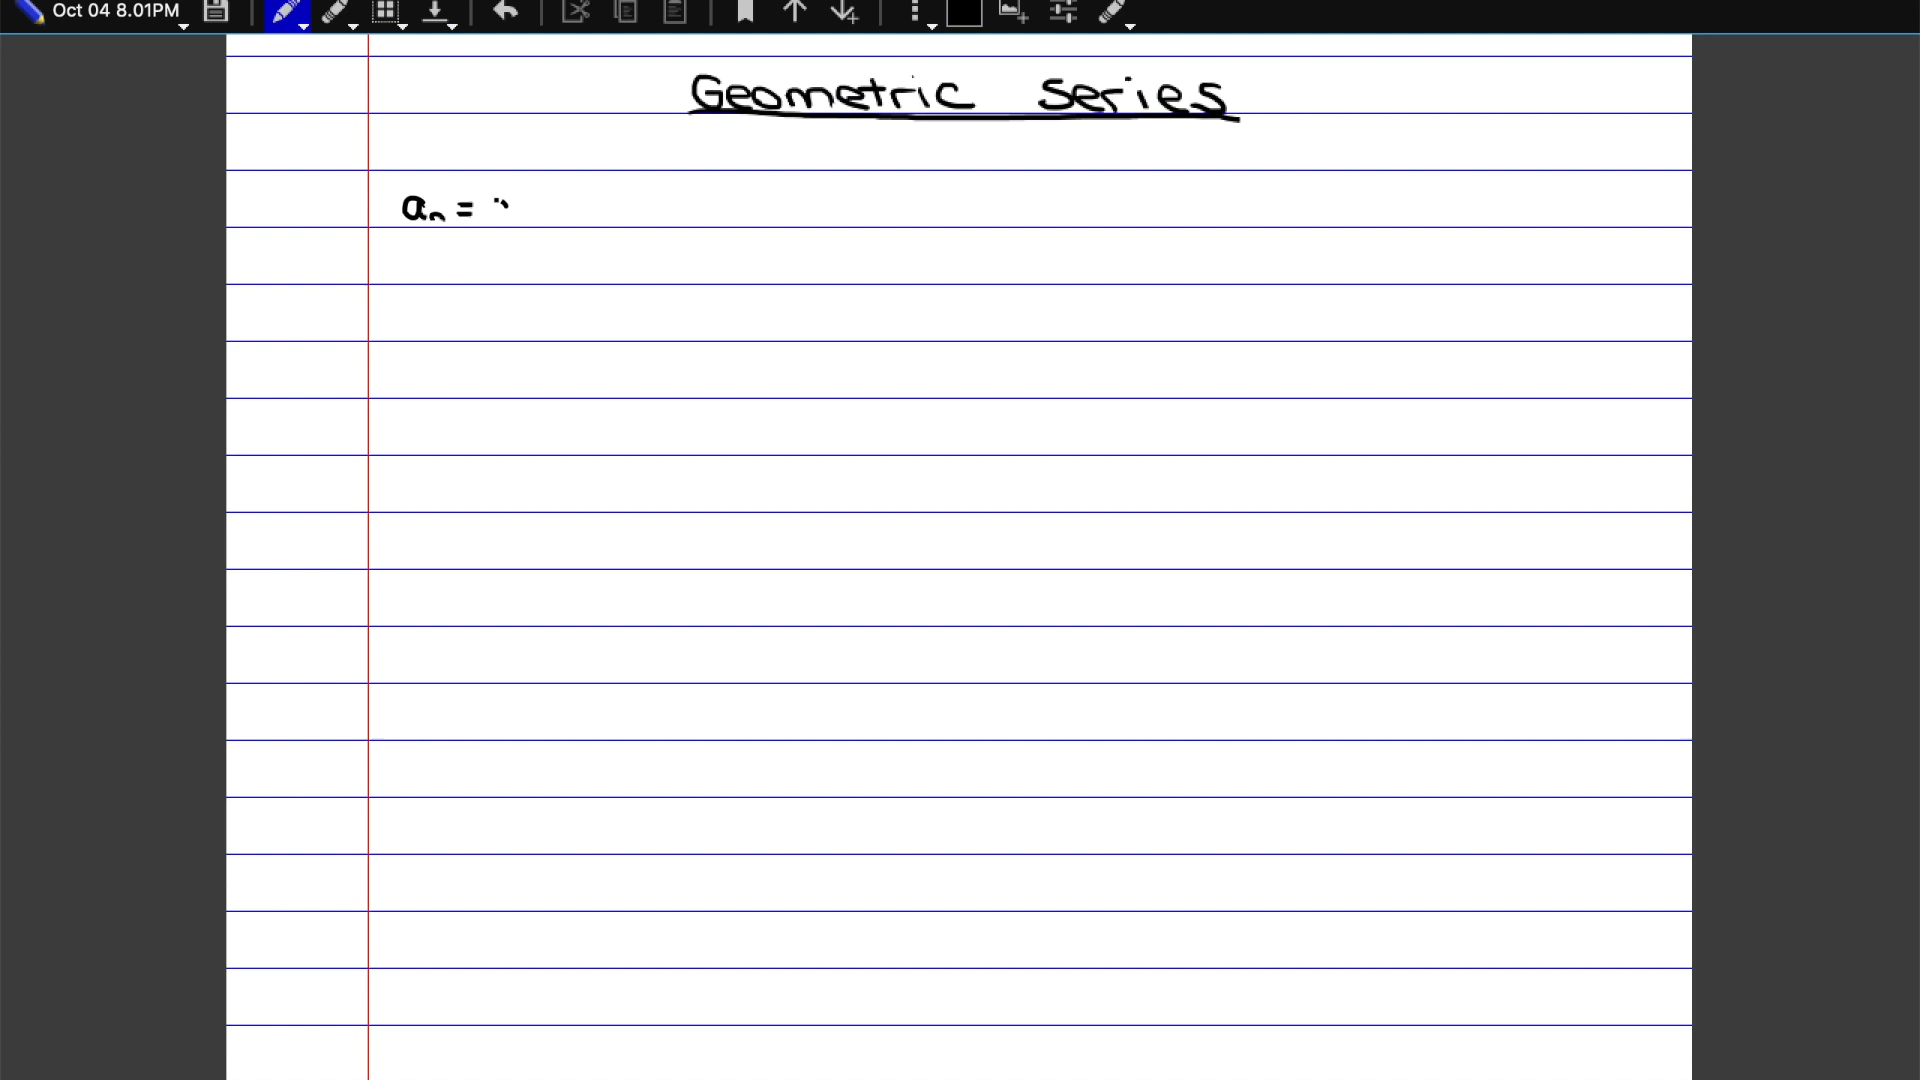 Oct 04 8.01PM
Geometric Series
aₙ =